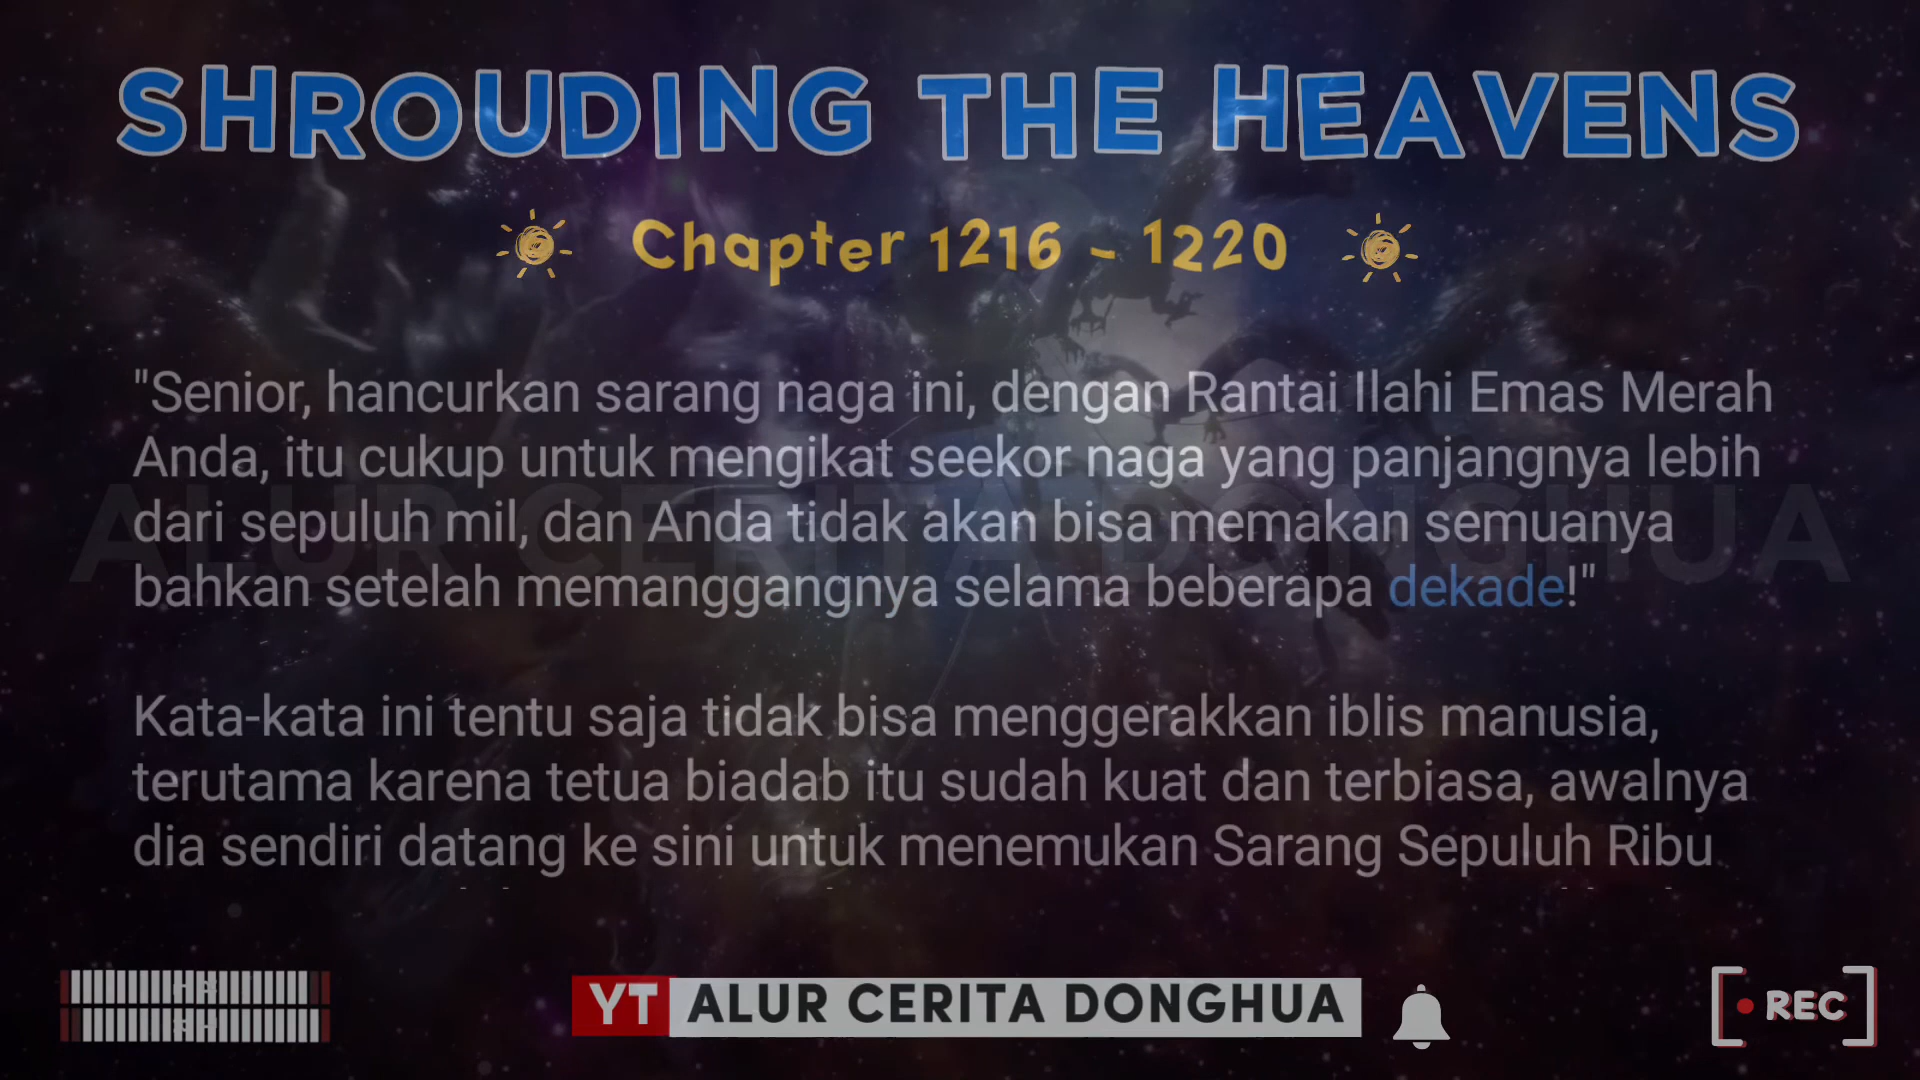 SHROUDING THE HEAVENS
Chapter 1216 - 1220
"Senior, hancurkan sarang naga ini, dengan Rantai Ilahi Emas Merah
Anda, itu cukup untuk mengikat seekor naga yang panjangnya lebih
dari sepuluh mil, dan Anda tidak akan bisa memakan semuanya
bahkan setelah memanggangnya selama beberapa dekade!"
Kata-kata ini tentu saja tidak bisa menggerakkan iblis manusia,
terutama karena tetua biadab itu sudah kuat dan terbiasa, awalnya
dia sendiri datang ke sini untuk menemukan Sarang Sepuluh Ribu
ALUR CERITA DONGHUA
YT ALUR CERITA DONGHUA
REC